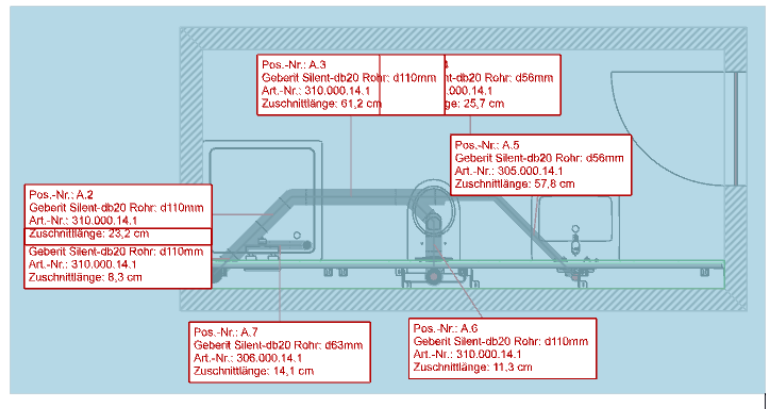 Pos.-Nr.: A.3
Geberit Silent-db20 Rohr: d110mm
Art.-Nr.: 310.000.14.1
Zuschnittlänge: 61,2 cm
nt-db20 Rohr: d56mm
.000.14.1
ge: 25,7 cm
Pos.-Nr.: A.5
Geberit Silent-db20 Rohr: d56mm
Art.-Nr.: 305.000.14.1
Zuschnittlänge: 57,8 cm
Pos.-Nr.: A.2
Geberit Silent-db20 Rohr: d110mm
Art.-Nr.: 310.000.14.1
Zuschnittlänge: 23,2 cm
Geberit Silent-db20 Rohr: d110mm
Art.-Nr.: 310.000.14.1
Zuschnittlänge: 8,3 cm
Pos.-Nr.: A.7
Geberit Silent-db20 Rohr: d63mm
Art.-Nr.: 306.000.14.1
Zuschnittlänge: 14,1 cm
Pos.-Nr.: A.6
Geberit Silent-db20 Rohr: d110mm
Art.-Nr.: 310.000.14.1
Zuschnittlänge: 11,3 cm